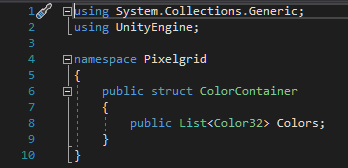 1 using System.Collections.Generic;
2 using UnityEngine;
3
4 namespace Pixelgrid
5 {
6 public struct ColorContainer
7 {
8 public List<Color32> Colors;
9 }
10 }